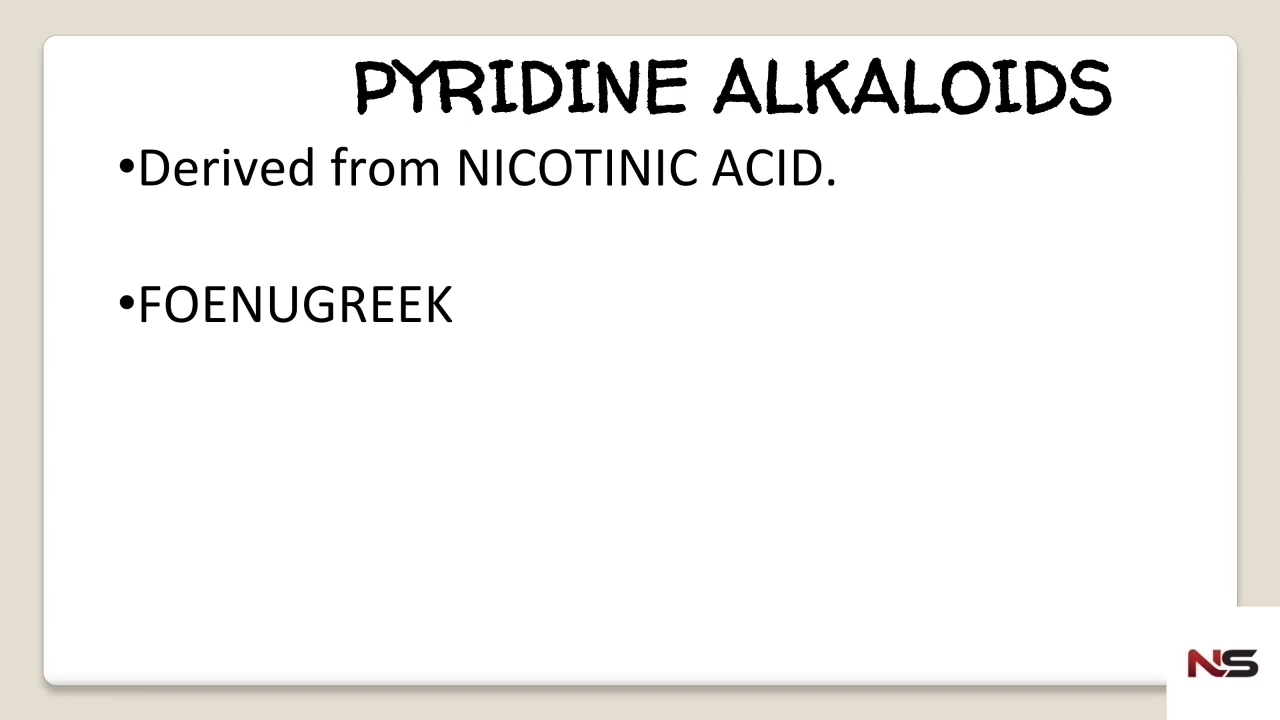 PYRIDINE ALKALOIDS
•Derived from NICOTINIC ACID.
•FOENUGREEK
NS